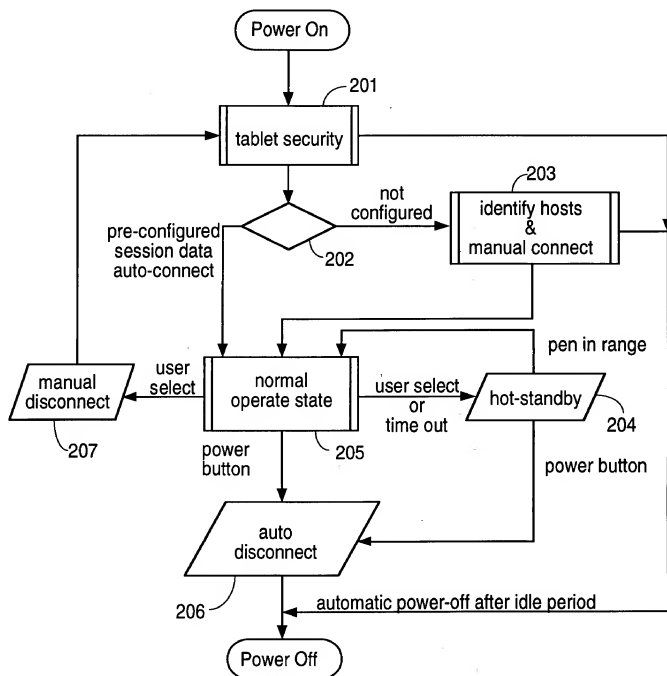 Power On
201
tablet security
203
not
configured
identify hosts
&
manual connect
pre-configured
session data
auto-connect
202
pen in range
user
select
normal
operate state
user select
or
time out
hot-standby
manual
disconnect
204
207
205
power
button
power button
auto
disconnect
206
automatic power-off after idle period
Power Off